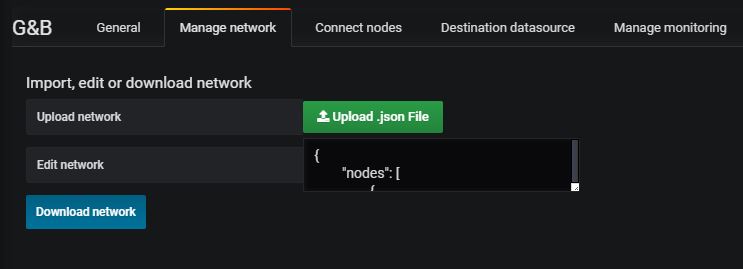 G&B General Manage network Connect nodes Destination datasource Manage monitoring
Import, edit or download network
Upload network Upload .json File
Edit network
{
"nodes": [
{
Download network